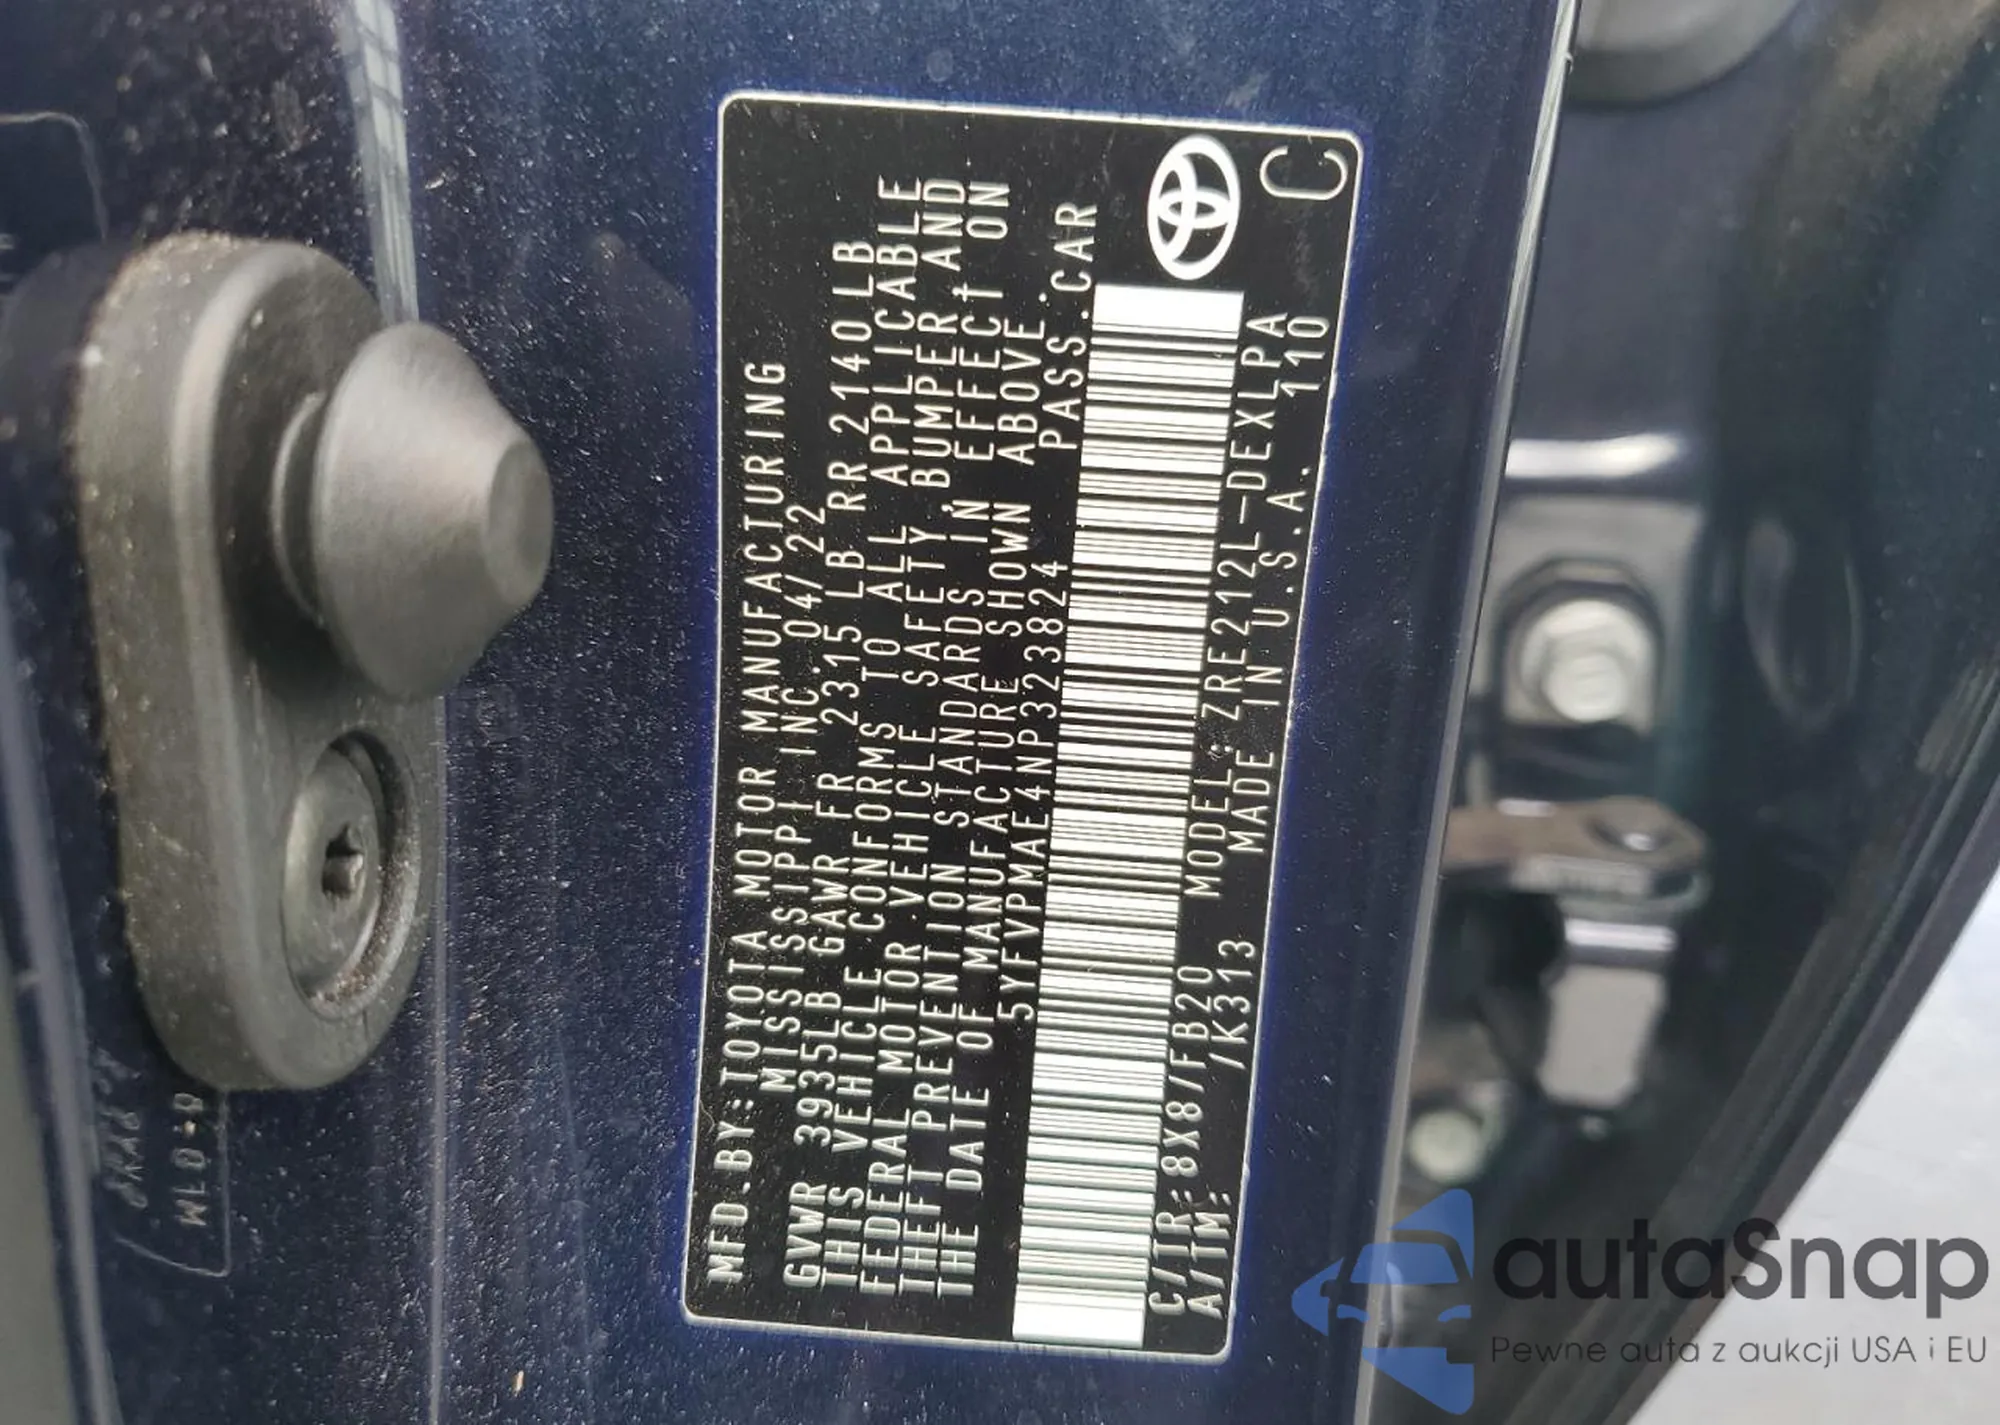 MFD.BY:TOYOTA MOTOR MANUFACTURING
MISSISSIPPI INC. 04/22
GVWR 3935LB GAWR FR 2315 LB RR 2140LB
THIS VEHICLE CONFORMS TO ALL APPLICABLE
FEDERAL MOTOR VEHICLE SAFETY, BUMPER, AND
THEFT PREVENTION STANDARDS IN EFFECT ON
THE DATE OF MANUFACTURE SHOWN ABOVE.
5YFVPMAE4NP323824 PASS.CAR
C/TR:8X8/FB20 MODEL:ZRE212L-DEXLPA
A/TM: /K313 MADE IN U.S.A. 110
C
autaSnap
Pewne auta z aukcji USA i EU